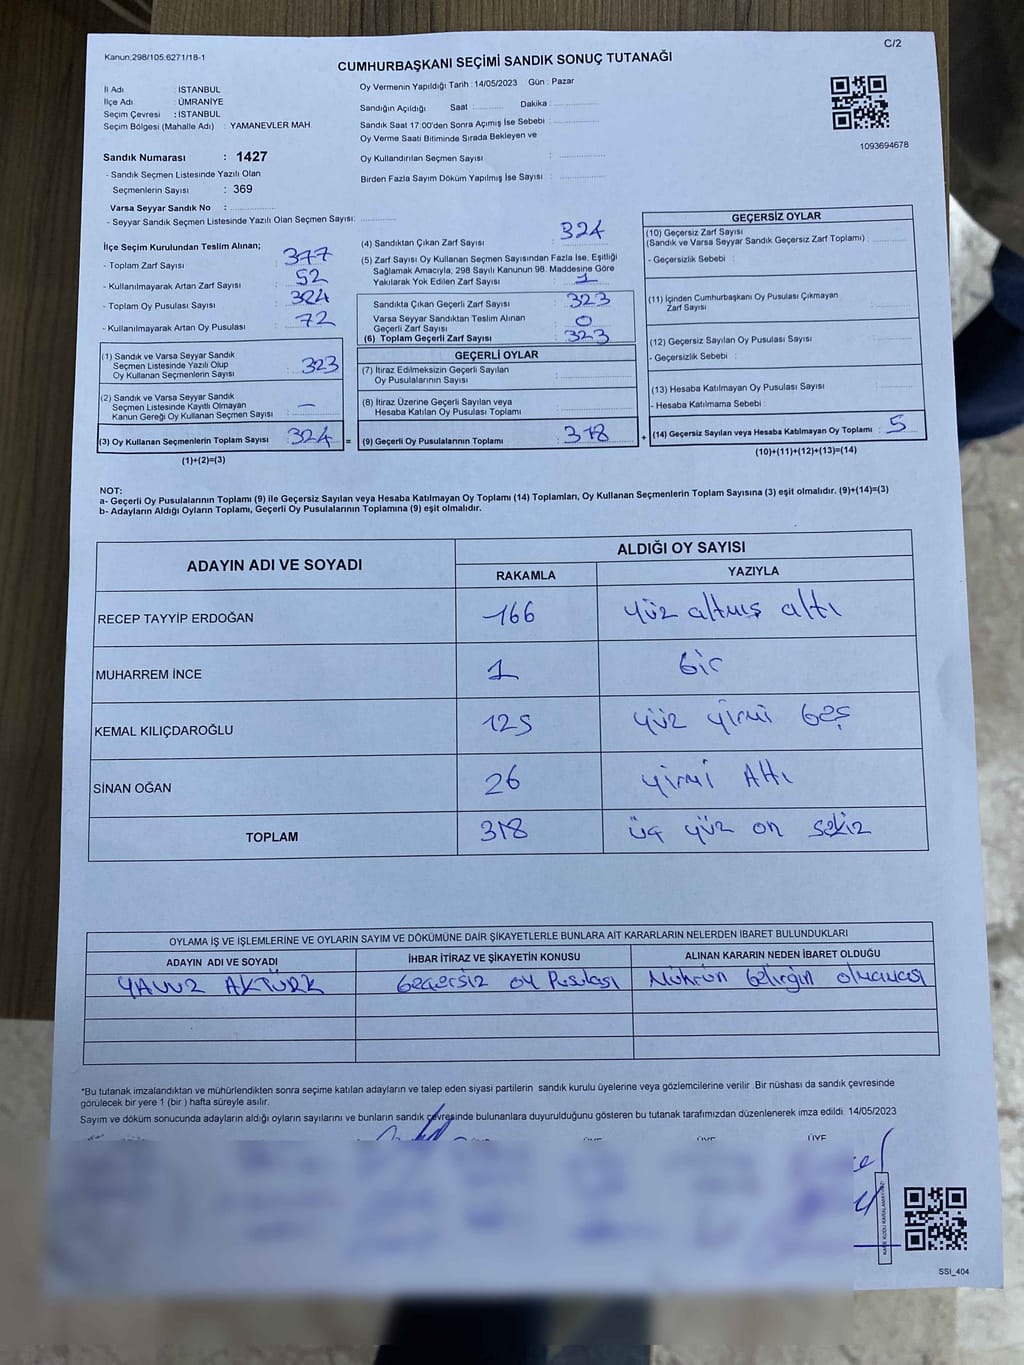 Kanun:298/105;6271/18-1
C/2
CUMHURBAŞKANI SEÇİMİ SANDIK SONUÇ TUTANAĞI
İl Adı : İSTANBUL
İlçe Adı : ÜMRANİYE
Seçim Çevresi : İSTANBUL
Seçim Bölgesi (Mahalle Adı) : YAMANEVLER MAH.
Sandık Numarası : 1427
- Sandık Seçmen Listesinde Yazılı Olan
Seçmenlerin Sayısı : 369
Varsa Seyyar Sandık No :
- Seyyar Sandık Seçmen Listesinde Yazılı Olan Seçmen Sayısı:
Oy Vermenin Yapıldığı Tarih : 14/05/2023 Gün : Pazar
Sandığın Açıldığı Saat : Dakika :
Sandık Saat 17:00'den Sonra Açımış İse Sebebi :
Oy Verme Saati Bitiminde Sırada Bekleyen ve
Oy Kullandırılan Seçmen Sayısı :
Birden Fazla Sayım Döküm Yapılmış İse Sayısı :
1093694678
İlçe Seçim Kurulundan Teslim Alınan;
- Toplam Zarf Sayısı : 377
- Kullanılmayarak Artan Zarf Sayısı : 52
- Toplam Oy Pusulası Sayısı : 324
- Kullanılmayarak Artan Oy Pusulası : 72
(1) Sandık ve Varsa Seyyar Sandık
Seçmen Listesinde Yazılı Olup
Oy Kullanan Seçmenlerin Sayısı : 323
(2) Sandık ve Varsa Seyyar Sandık
Seçmen Listesinde Kayıtlı Olmayan
Kanun Gereği Oy Kullanan Seçmen Sayısı : –
(3) Oy Kullanan Seçmenlerin Toplam Sayısı : 324 =
(1)+(2)=(3)
(4) Sandıktan Çıkan Zarf Sayısı : 324
(5) Zarf Sayısı Oy Kullanan Seçmen Sayısından Fazla İse, Eşitliği
Sağlamak Amacıyla, 298 Sayılı Kanunun 98. Maddesine Göre
Yakılarak Yok Edilen Zarf Sayısı : 1
Sandıkta Çıkan Geçerli Zarf Sayısı : 323
Varsa Seyyar Sandıktan Teslim Alınan
Geçerli Zarf Sayısı : 0
(6) Toplam Geçerli Zarf Sayısı : 323
GEÇERLİ OYLAR
(7) İtiraz Edilmeksizin Geçerli Sayılan
Oy Pusulalarının Sayısı :
(8) İtiraz Üzerine Geçerli Sayılan veya
Hesaba Katılan Oy Pusulası Toplamı :
(9) Geçerli Oy Pusulalarının Toplamı : 318 +
GEÇERSİZ OYLAR
(10) Geçersiz Zarf Sayısı
(Sandık ve Varsa Seyyar Sandık Geçersiz Zarf Toplamı) :
- Geçersizlik Sebebi :
(11) İçinden Cumhurbaşkanı Oy Pusulası Çıkmayan
Zarf Sayısı :
(12) Geçersiz Sayılan Oy Pusulası Sayısı :
- Geçersizlik Sebebi :
(13) Hesaba Katılmayan Oy Pusulası Sayısı :
- Hesaba Katılmama Sebebi :
(14) Geçersiz Sayılan veya Hesaba Katılmayan Oy Toplamı : 5
(10)+(11)+(12)+(13)=(14)
NOT:
a- Geçerli Oy Pusulalarının Toplamı (9) ile Geçersiz Sayılan veya Hesaba Katılmayan Oy Toplamı (14) Toplamları, Oy Kullanan Seçmenlerin Toplam Sayısına (3) eşit olmalıdır. (9)+(14)=(3)
b- Adayların Aldığı Oyların Toplamı, Geçerli Oy Pusulalarının Toplamına (9) eşit olmalıdır.
ADAYIN ADI VE SOYADI
ALDIĞI OY SAYISI
RAKAMLA YAZIYLA
RECEP TAYYİP ERDOĞAN 166 yüz altmış altı
MUHARREM İNCE 1 bir
KEMAL KILIÇDAROĞLU 125 yüz yirmi beş
SİNAN OĞAN 26 yirmi Altı
TOPLAM 318 üç yüz on sekiz
OYLAMA İŞ VE İŞLEMLERİNE VE OYLARIN SAYIM VE DÖKÜMÜNE DAİR ŞİKAYETLERLE BUNLARA AİT KARARLARIN NELERDEN İBARET BULUNDUKLARI
ADAYIN ADI VE SOYADI İHBAR İTİRAZ VE ŞİKAYETİN KONUSU ALINAN KARARIN NEDEN İBARET OLDUĞU
YAVUZ AKTÜRK Geçersiz oy Pusulası Mührün belirgin olmaması
*Bu tutanak imzalandıktan ve mühürlendikten sonra seçime katılan adayların ve talep eden siyasi partilerin sandık kurulu üyelerine veya gözlemcilerine verilir .Bir nüshası da sandık çevresinde
görülecek bir yere 1 (bir ) hafta süreyle asılır.
Sayım ve döküm sonucunda adayların aldığı oyların sayılarını ve bunların sandık çevresinde bulunanlara duyurulduğunu gösteren bu tutanak tarafımızdan düzenlenerek imza edildi. 14/05/2023
ÜYE ÜYE ÜYE
SSI_404